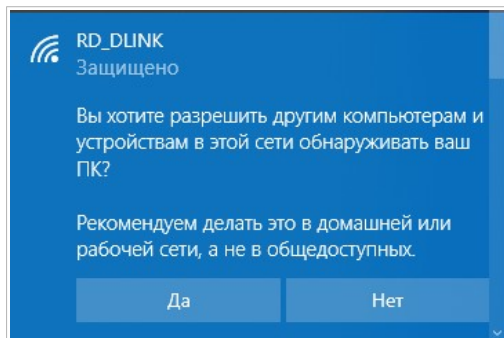 RD_DLINK
Защищено
Вы хотите разрешить другим компьютерам и
устройствам в этой сети обнаруживать ваш
ПК?
Рекомендуем делать это в домашней или
рабочей сети, а не в общедоступных.
Да Нет